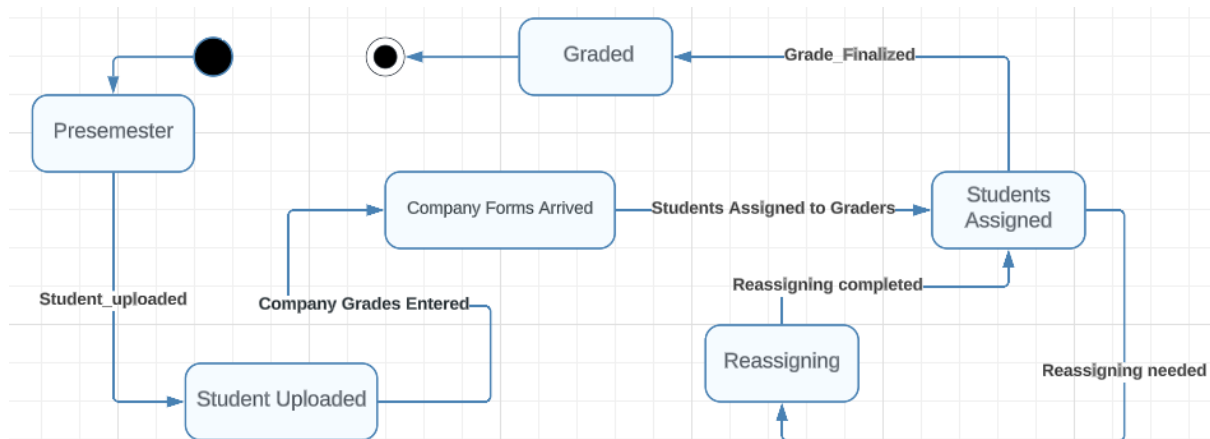 Graded
Grade_Finalized
Presemester
Company Forms Arrived
Students Assigned to Graders
Students
Assigned
Student_uploaded
Company Grades Entered
Reassigning completed
Reassigning
Reassigning needed
Student Uploaded